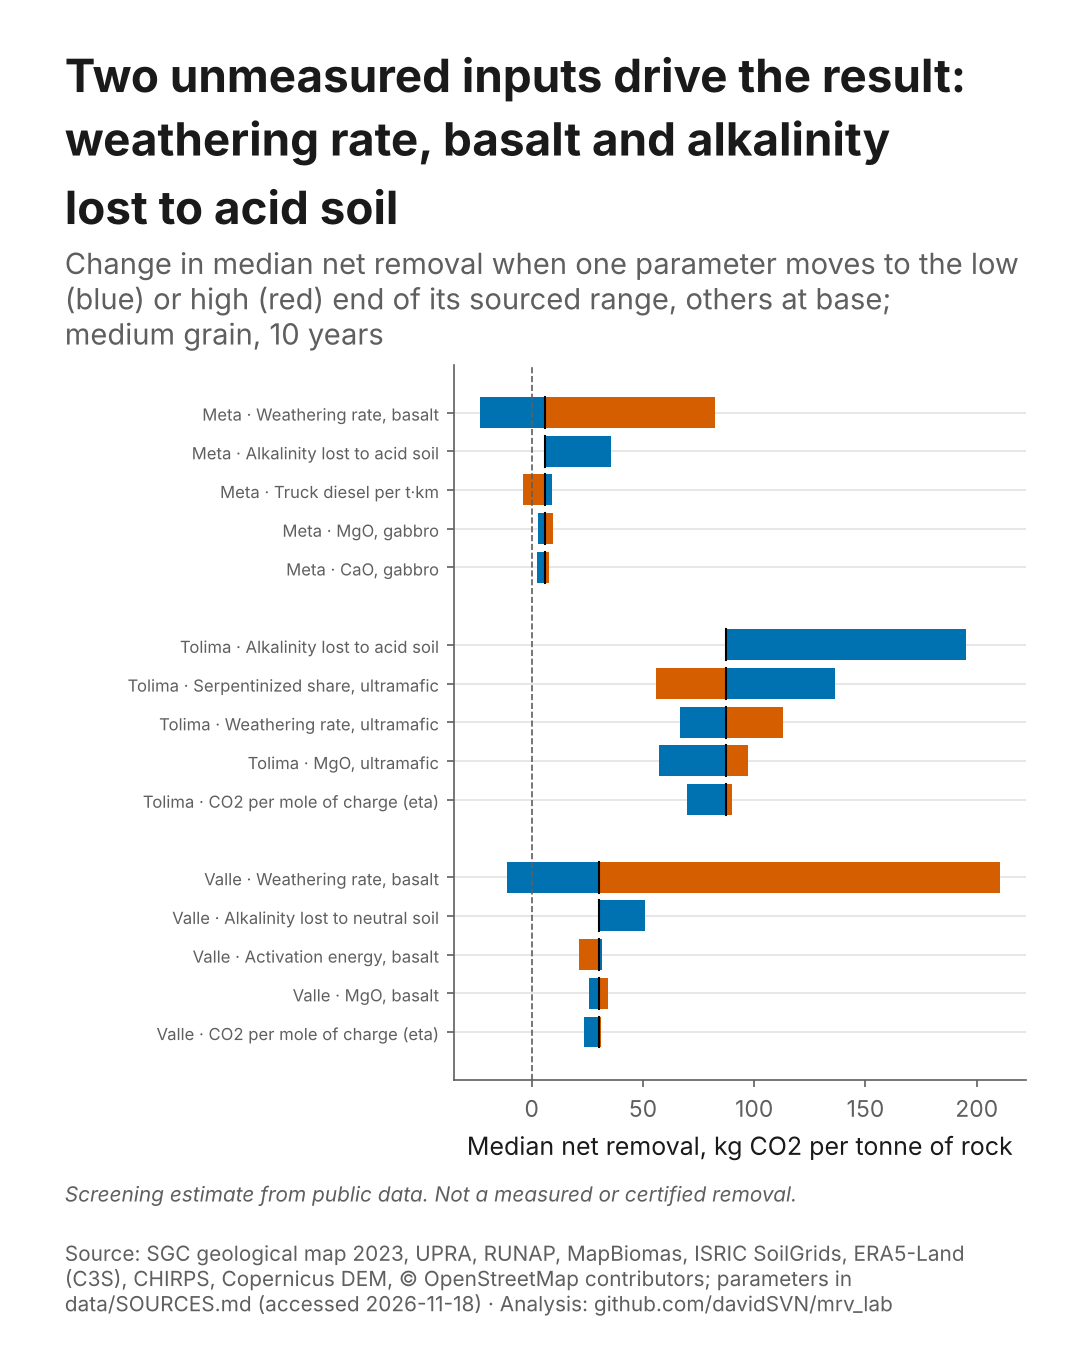 Two unmeasured inputs drive the result:
weathering rate, basalt and alkalinity
lost to acid soil
Change in median net removal when one parameter moves to the low
(blue) or high (red) end of its sourced range, others at base;
medium grain, 10 years
Meta · Weathering rate, basalt
Meta · Alkalinity lost to acid soil
Meta · Truck diesel per t·km
Meta · MgO, gabbro
Meta · CaO, gabbro
Tolima · Alkalinity lost to acid soil
Tolima · Serpentinized share, ultramafic
Tolima · Weathering rate, ultramafic
Tolima · MgO, ultramafic
Tolima · CO2 per mole of charge (eta)
Valle · Weathering rate, basalt
Valle · Alkalinity lost to neutral soil
Valle · Activation energy, basalt
Valle · MgO, basalt
Valle · CO2 per mole of charge (eta)
0 50 100 150 200
Median net removal, kg CO2 per tonne of rock
Screening estimate from public data. Not a measured or certified removal.
Source: SGC geological map 2023, UPRA, RUNAP, MapBiomas, ISRIC SoilGrids, ERA5-Land
(C3S), CHIRPS, Copernicus DEM, © OpenStreetMap contributors; parameters in
data/SOURCES.md (accessed 2026-11-18) · Analysis: github.com/davidSVN/mrv_lab